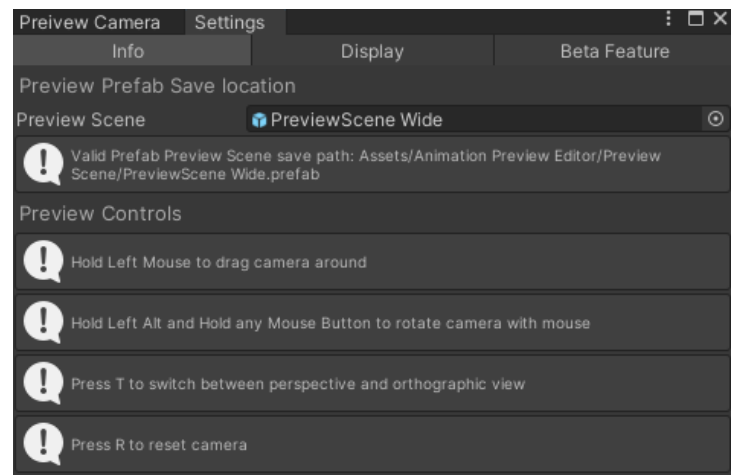 Preivew Camera Settings
Info Display Beta Feature
Preview Prefab Save location
Preview Scene PreviewScene Wide
Valid Prefab Preview Scene save path: Assets/Animation Preview Editor/Preview
Scene/PreviewScene Wide.prefab
Preview Controls
Hold Left Mouse to drag camera around
Hold Left Alt and Hold any Mouse Button to rotate camera with mouse
Press T to switch between perspective and orthographic view
Press R to reset camera